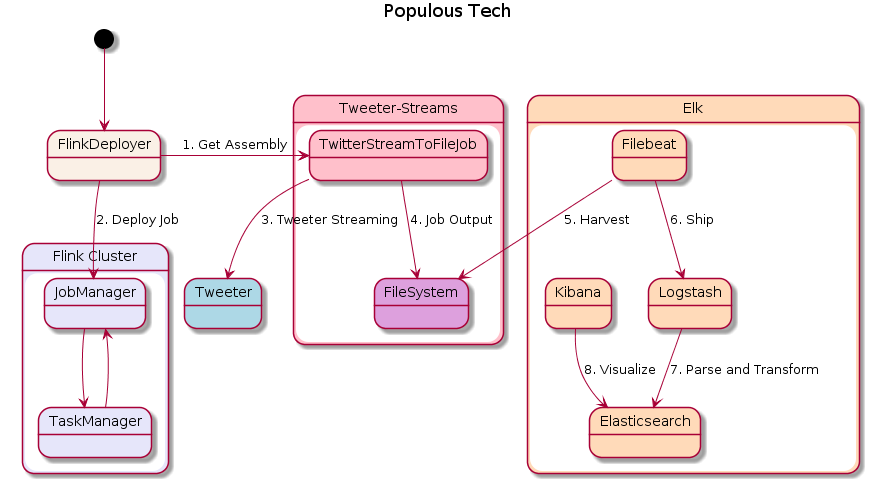 Populous Tech
Tweeter-Streams
Elk
FlinkDeployer
1. Get Assembly
TwitterStreamToFileJob
Filebeat
2. Deploy Job
3. Tweeter Streaming
4. Job Output
5. Harvest
6. Ship
Flink Cluster
JobManager
Tweeter
FileSystem
Kibana
Logstash
8. Visualize
7. Parse and Transform
TaskManager
Elasticsearch